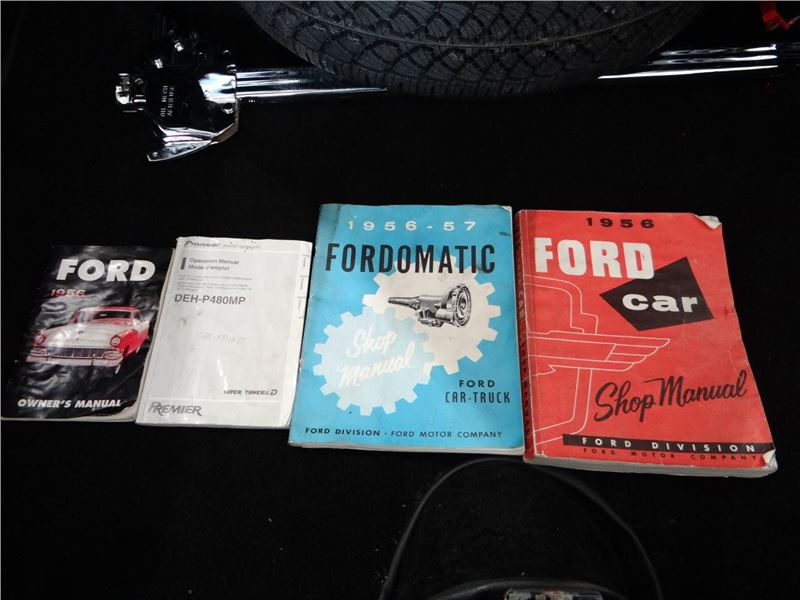 FORD
1956
OWNER'S MANUAL
Pioneer
Operation Manual
Mode d'emploi
DEH-P480MP
SUPER TUNER III D
PREMIER
1956-57
FORDOMATIC
Shop
Manual
FORD
CAR-TRUCK
FORD DIVISION · FORD MOTOR COMPANY
1956
FORD
car
Shop Manual
FORD DIVISION
FORD MOTOR COMPANY